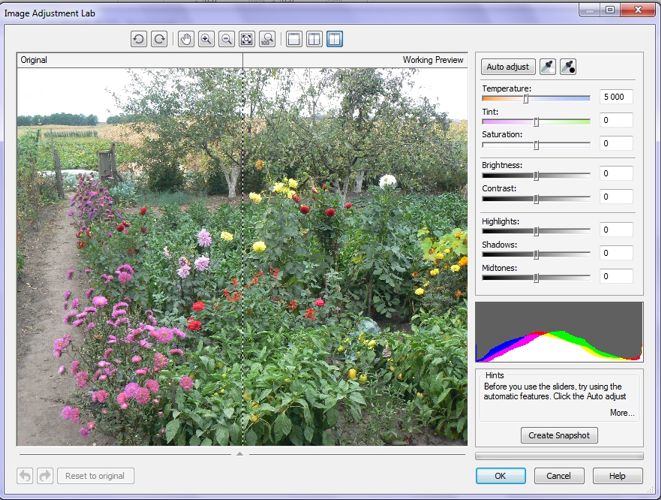 Image Adjustment Lab
100
Original
Working Preview
Auto adjust
Temperature:
5 000
Tint:
0
Saturation:
0
Brightness:
0
Contrast:
0
Highlights:
0
Shadows:
0
Midtones:
0
Hints
Before you use the sliders, try using the
automatic features. Click the Auto adjust
More...
Create Snapshot
Reset to original
OK
Cancel
Help